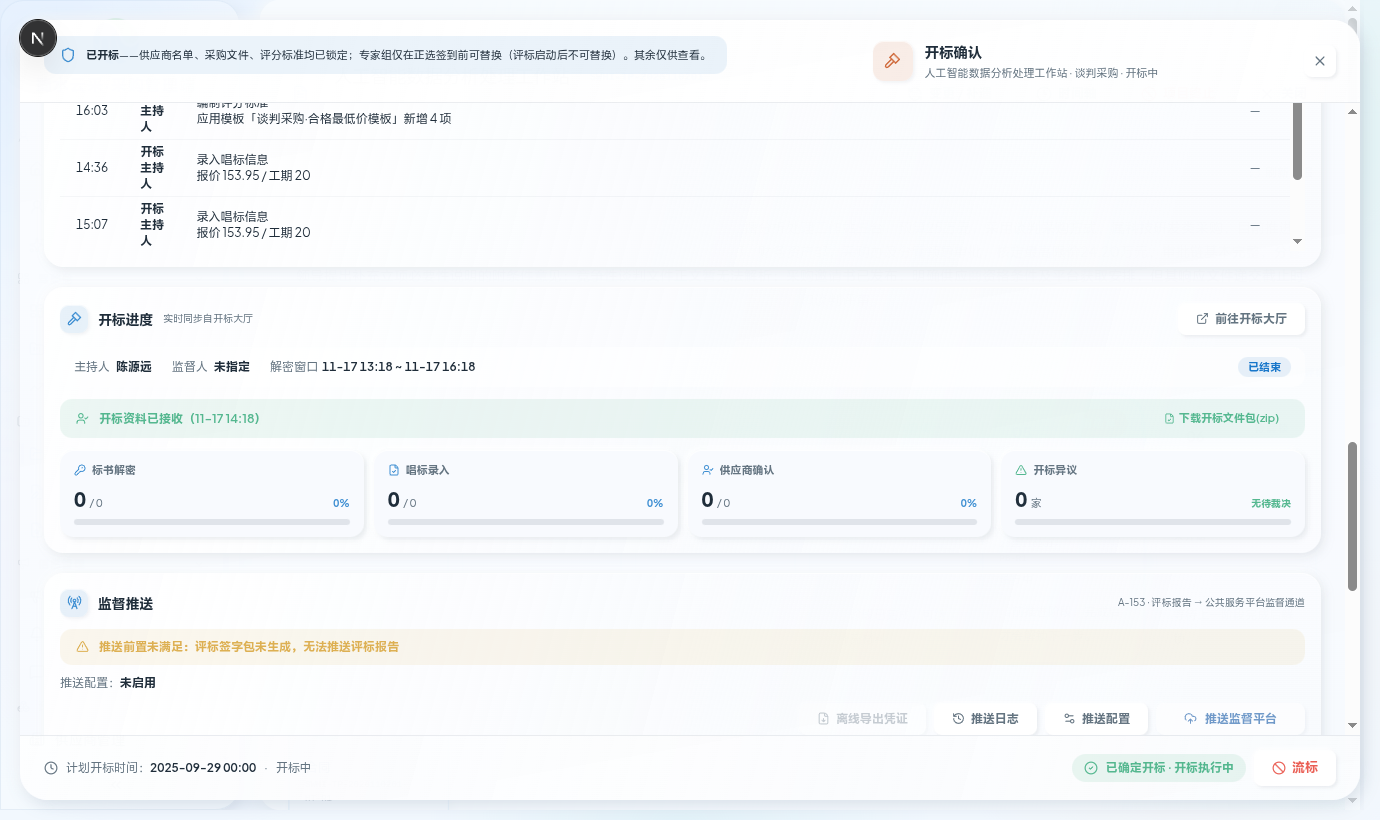 N
已开标——供应商名单、采购文件、评分标准均已锁定；专家组仅在正选签到前可替换（评标启动后不可替换）。其余仅供查看。
开标确认
人工智能数据分析处理工作站 · 谈判采购 · 开标中
16:03
主持人
编制评分标准
应用模板「谈判采购·合格最低价模板」新增 4 项
—
14:36
开标主持人
录入唱标信息
报价 153.95 / 工期 20
—
15:07
开标主持人
录入唱标信息
报价 153.95 / 工期 20
—
开标进度
实时同步自开标大厅
前往开标大厅
主持人 陈源远
监督人 未指定
解密窗口 11-17 13:18 ~ 11-17 16:18
已结束
开标资料已接收（11-17 14:18）
下载开标文件包(zip)
标书解密
0 / 0
0%
唱标录入
0 / 0
0%
供应商确认
0 / 0
0%
开标异议
0 家
无待裁决
监督推送
A-153 · 评标报告 → 公共服务平台监督通道
推送前置未满足：评标签字包未生成，无法推送评标报告
推送配置：未启用
离线导出凭证
推送日志
推送配置
推送监督平台
计划开标时间：2025-09-29 00:00 · 开标中
已确定开标 · 开标执行中
流标